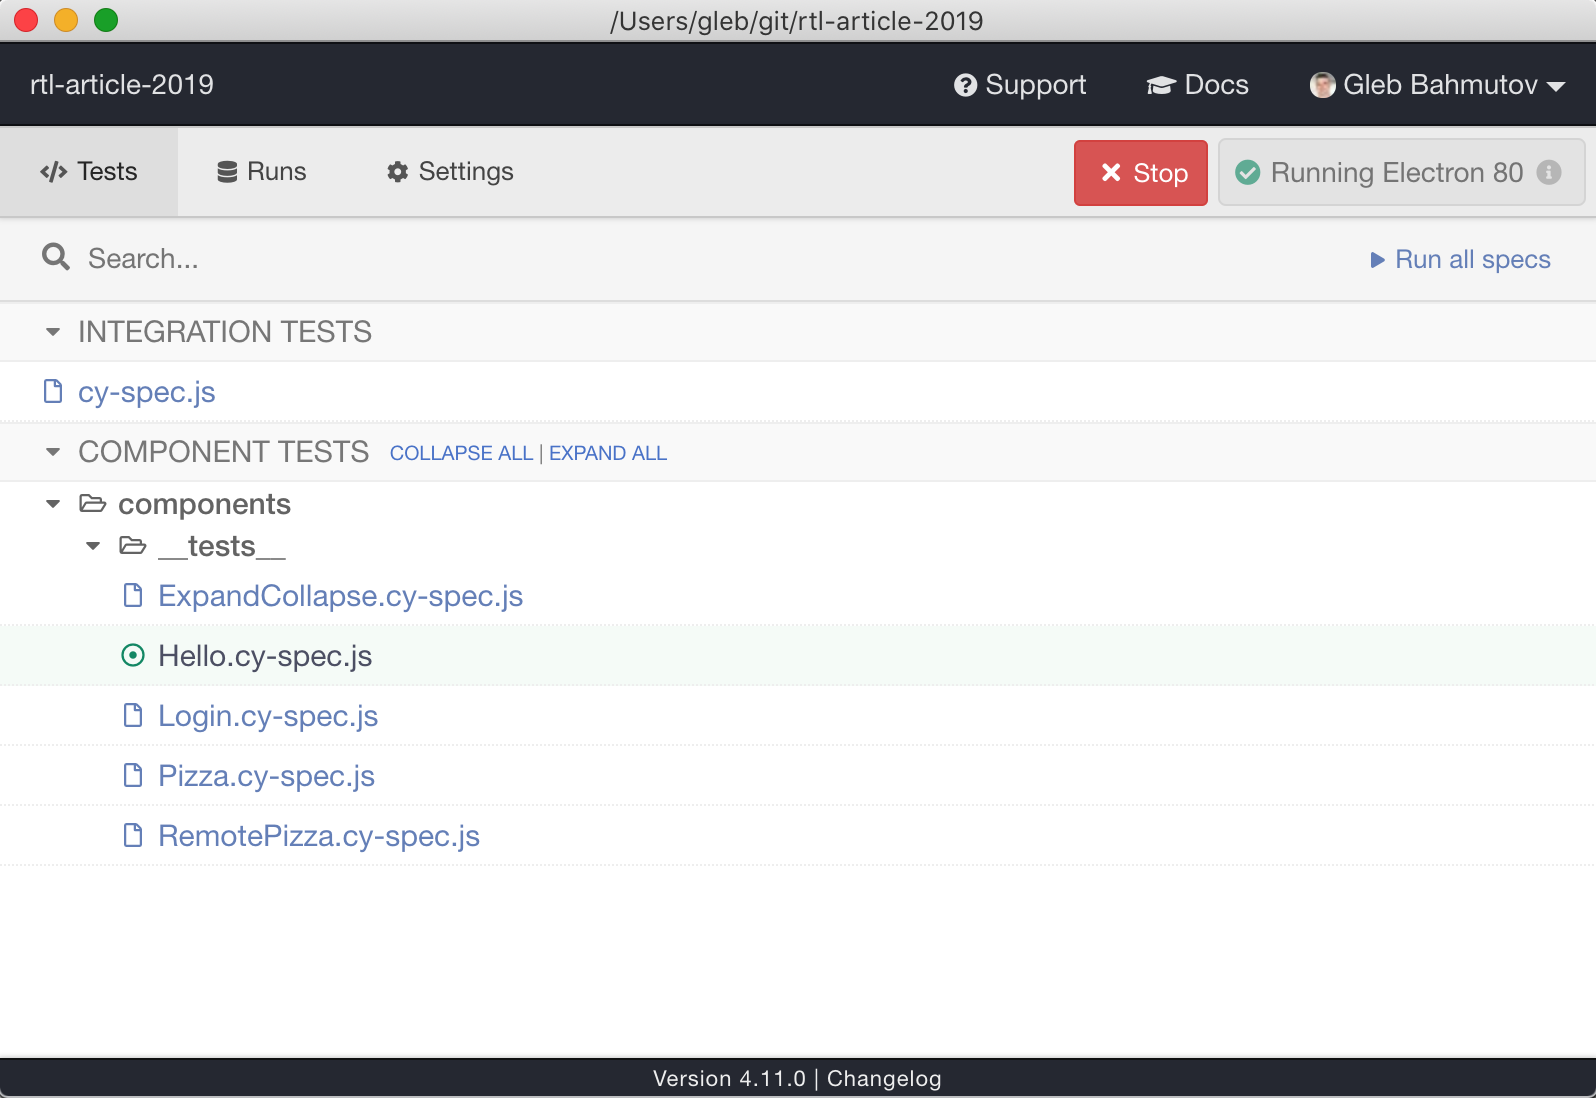 /Users/gleb/git/rtl-article-2019
rtl-article-2019 Support Docs Gleb Bahmutov
Tests Runs Settings Stop Running Electron 80
Search... Run all specs
INTEGRATION TESTS
cy-spec.js
COMPONENT TESTS COLLAPSE ALL | EXPAND ALL
components
__tests__
ExpandCollapse.cy-spec.js
Hello.cy-spec.js
Login.cy-spec.js
Pizza.cy-spec.js
RemotePizza.cy-spec.js
Version 4.11.0 | Changelog